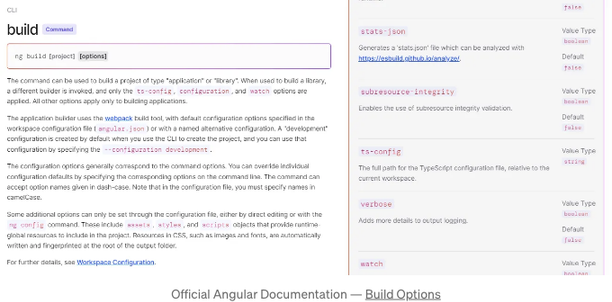 CLI
build Command
ng build [project] [options]
The command can be used to build a project of type "application" or "library". When used to build a library,
a different builder is invoked, and only the ts-config, configuration, and watch options are
applied. All other options apply only to building applications.
The application builder uses the webpack build tool, with default configuration options specified in the
workspace configuration file (angular.json) or with a named alternative configuration. A "development"
configuration is created by default when you use the CLI to create the project, and you can use that
configuration by specifying the --configuration development.
The configuration options generally correspond to the command options. You can override individual
configuration defaults by specifying the corresponding options on the command line. The command can
accept option names given in dash-case. Note that in the configuration file, you must specify names in
camelCase.
Some additional options can only be set through the configuration file, either by direct editing or with the
ng config command. These include assets, styles, and scripts objects that provide runtime
global resources to include in the project. Resources in CSS, such as images and fonts, are automatically
written and fingerprinted at the root of the output folder.
For further details, see Workspace Configuration.
false
stats-json
Value Type
boolean
Generates a 'stats.json' file which can be analyzed with
https://esbuild.github.io/analyze/.
Default
false
subresource-integrity
Value Type
boolean
Enables the use of subresource integrity validation.
Default
false
ts-config
Value Type
string
The full path for the TypeScript configuration file, relative to the
current workspace.
verbose
Value Type
boolean
Adds more details to output logging.
Default
false
watch
Value Type
boolean
Official Angular Documentation — Build Options